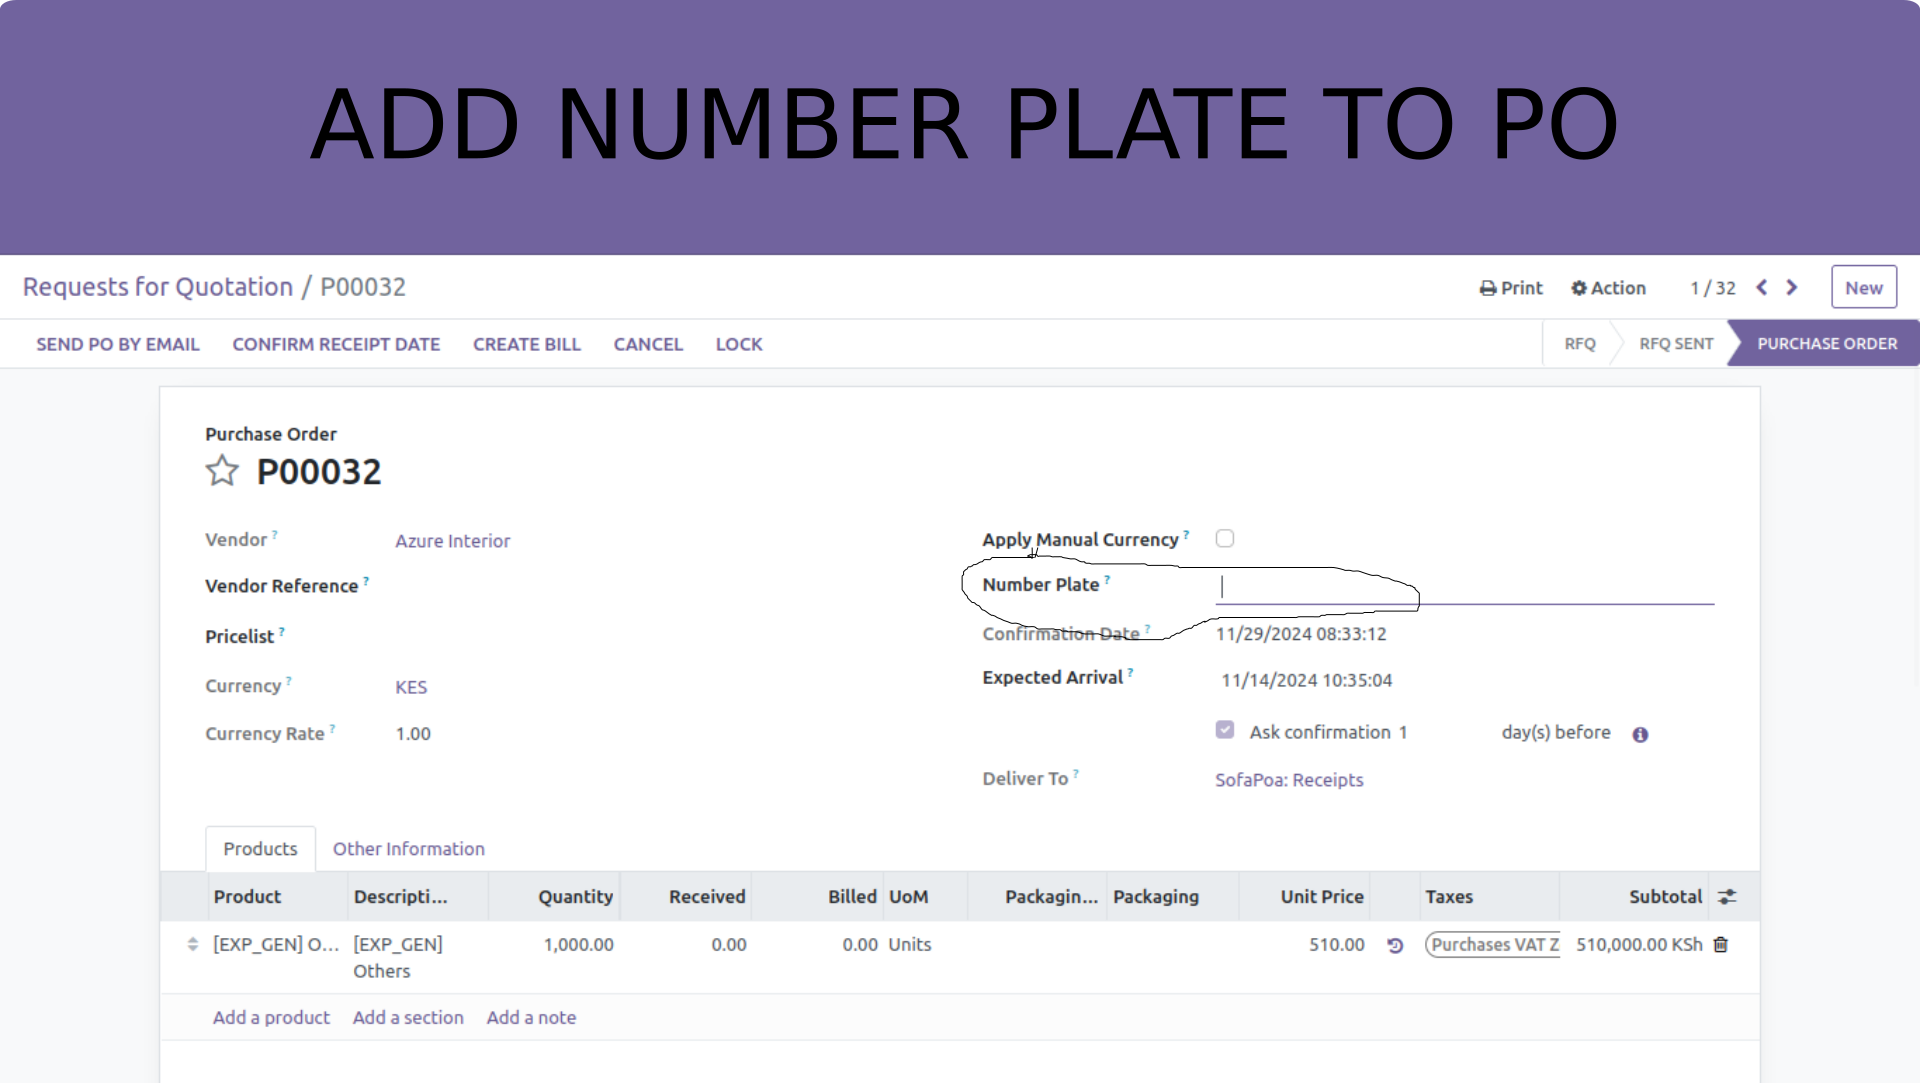 ADD NUMBER PLATE TO PO
Requests for Quotation / P00032
Print Action 1 / 32 New
SEND PO BY EMAIL CONFIRM RECEIPT DATE CREATE BILL CANCEL LOCK RFQ RFQ SENT PURCHASE ORDER
Purchase Order
P00032
Vendor ? Azure Interior
Vendor Reference ?
Pricelist ?
Currency ? KES
Currency Rate ? 1.00
Apply Manual Currency ?
Number Plate ?
Confirmation Date ? 11/29/2024 08:33:12
Expected Arrival ? 11/14/2024 10:35:04
Ask confirmation 1 day(s) before
Deliver To ? SofaPoa: Receipts
Products Other Information
Product Descripti... Quantity Received Billed UoM Packagin... Packaging Unit Price Taxes Subtotal
[EXP_GEN] O... [EXP_GEN] 1,000.00 0.00 0.00 Units 510.00 Purchases VAT Z 510,000.00 KSh
Others
Add a product Add a section Add a note